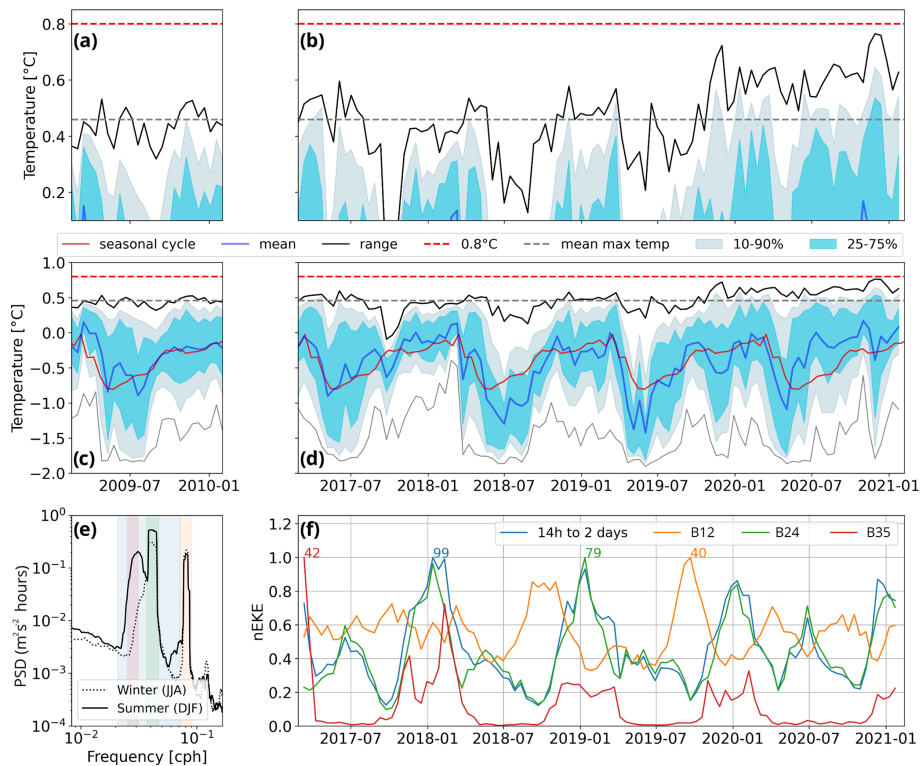 0.8
0.6
0.4
0.2
Temperature [°C]
(a)
(b)
seasonal cycle mean range 0.8°C mean max temp 10-90% 25-75%
1.0
0.5
0.0
−0.5
−1.0
−1.5
−2.0
Temperature [°C]
(c)
(d)
2009-07 2010-01
2017-07 2018-01 2018-07 2019-01 2019-07 2020-01 2020-07 2021-01
(e)
10⁰
10⁻¹
10⁻²
10⁻³
10⁻⁴
PSD (m²s² hours)
Winter (JJA)
Summer (DJF)
10⁻² 10⁻¹
Frequency [cph]
(f)
14h to 2 days B12 B24 B35
42 99 79 40
1.2
1.0
0.8
0.6
0.4
0.2
0.0
nEKE
2017-07 2018-01 2018-07 2019-01 2019-07 2020-01 2020-07 2021-01